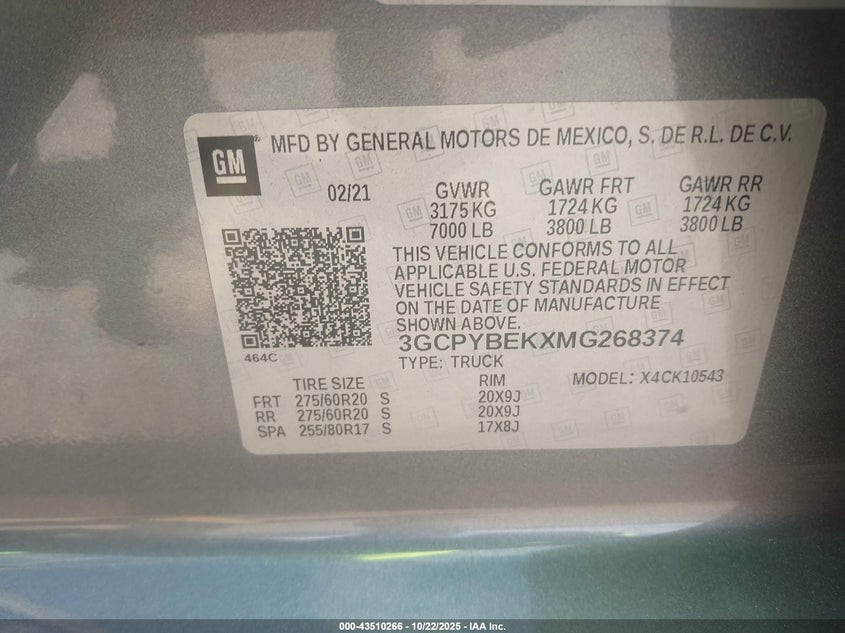 GM ® MFD BY GENERAL MOTORS DE MEXICO, S. DE R.L. DE C.V.
02/21 GVWR GAWR FRT GAWR RR
3175 KG 1724 KG 1724 KG
7000 LB 3800 LB 3800 LB
THIS VEHICLE CONFORMS TO ALL
APPLICABLE U.S. FEDERAL MOTOR
VEHICLE SAFETY STANDARDS IN EFFECT
ON THE DATE OF MANUFACTURE
SHOWN ABOVE.
3GCPYBEKXMG268374
464C
TYPE: TRUCK
TIRE SIZE RIM MODEL: X4CK10543
FRT 275/60R20 S 20X9J
RR 275/60R20 S 20X9J
SPA 255/80R17 S 17X8J
000-43510266 - 10/22/2025 - IAA Inc.